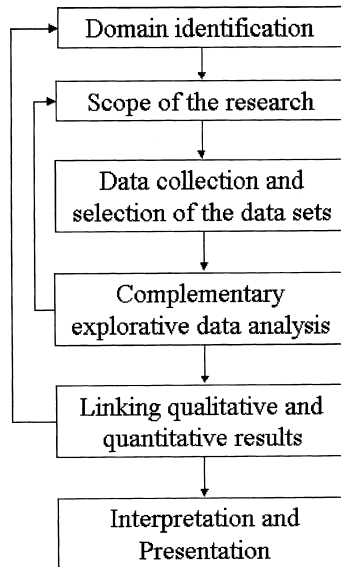 Domain identification
Scope of the research
Data collection and
selection of the data sets
Complementary
explorative data analysis
Linking qualitative and
quantitative results
Interpretation and
Presentation